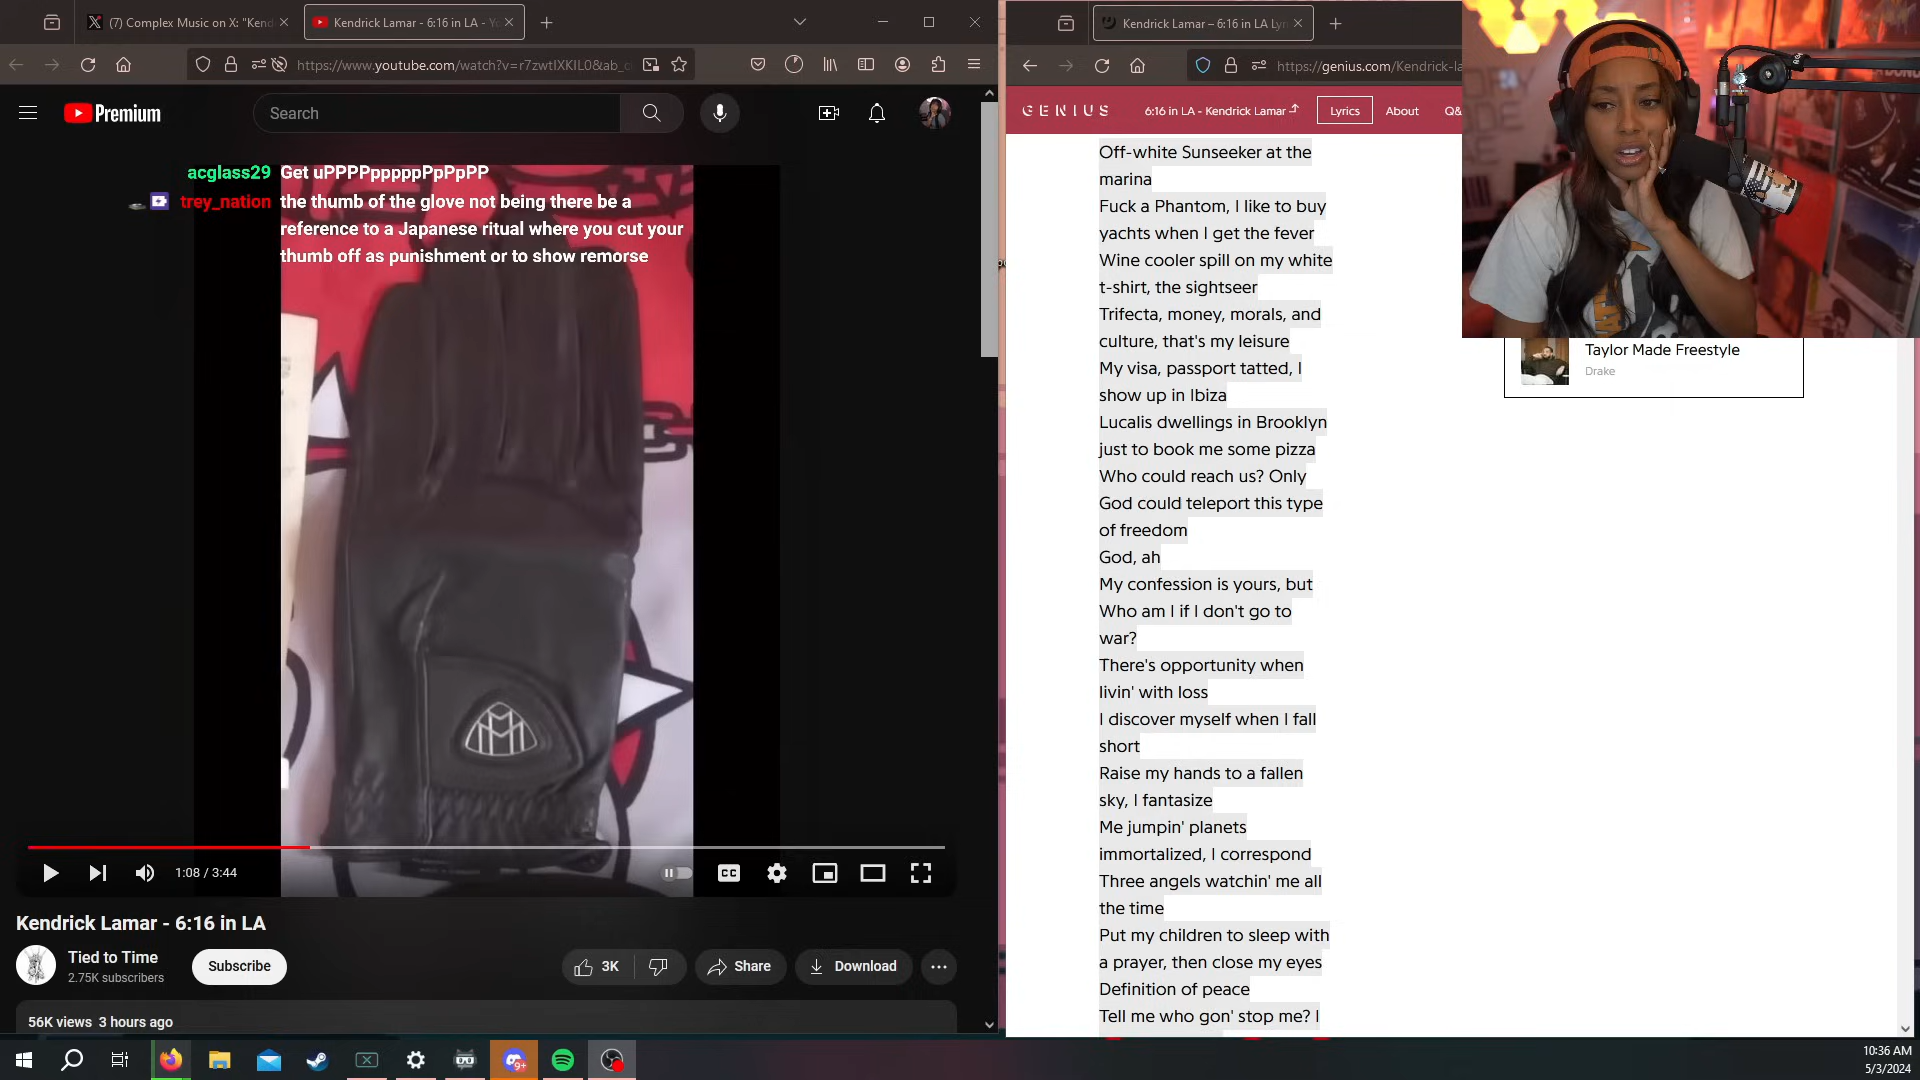 (7) Complex Music on X: "Kend
Kendrick Lamar - 6:16 in LA - Yo
https://www.youtube.com/watch?v=r7zwtIXKIL0&ab_c
Premium
Search
acglass29 Get uPPPPpppppPpPpPP
trey_nation the thumb of the glove not being there be a
reference to a Japanese ritual where you cut your
thumb off as punishment or to show remorse
1:08 / 3:44
CC
Kendrick Lamar - 6:16 in LA
Tied to Time
2.75K subscribers
Subscribe
3K
Share
Download
56K views 3 hours ago
Kendrick Lamar – 6:16 in LA Lyri
https://genius.com/Kendrick-la
GENIUS
6:16 in LA - Kendrick Lamar
Lyrics
About
Q&
Off-white Sunseeker at the
marina
Fuck a Phantom, I like to buy
yachts when I get the fever
Wine cooler spill on my white
t-shirt, the sightseer
Trifecta, money, morals, and
culture, that's my leisure
My visa, passport tatted, I
show up in Ibiza
Lucalis dwellings in Brooklyn
just to book me some pizza
Who could reach us? Only
God could teleport this type
of freedom
God, ah
My confession is yours, but
Who am I if I don't go to
war?
There's opportunity when
livin' with loss
I discover myself when I fall
short
Raise my hands to a fallen
sky, I fantasize
Me jumpin' planets
immortalized, I correspond
Three angels watchin' me all
the time
Put my children to sleep with
a prayer, then close my eyes
Definition of peace
Tell me who gon' stop me? I
Taylor Made Freestyle
Drake
9+
10:36 AM
5/3/2024